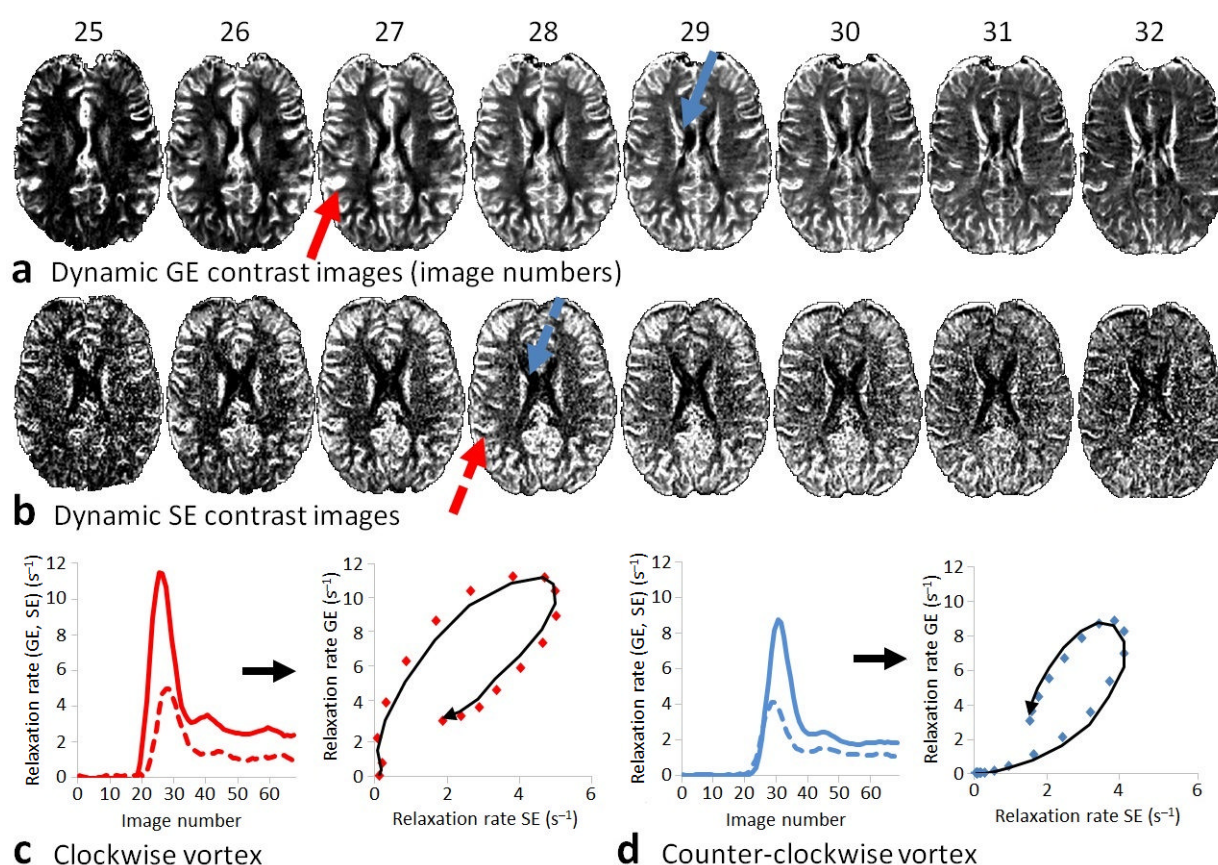 25 26 27 28 29 30 31 32
a Dynamic GE contrast images (image numbers)
b Dynamic SE contrast images
Relaxation rate (GE, SE) (s⁻¹)
12
10
8
6
4
2
0
0 10 20 30 40 50 60
Image number
Relaxation rate GE (s⁻¹)
12
10
8
6
4
2
0
0 2 4 6
Relaxation rate SE (s⁻¹)
c Clockwise vortex
Relaxation rate (GE, SE) (s⁻¹)
12
10
8
6
4
2
0
0 10 20 30 40 50 60
Image number
Relaxation rate GE (s⁻¹)
12
10
8
6
4
2
0
0 2 4 6
Relaxation rate SE (s⁻¹)
d Counter-clockwise vortex